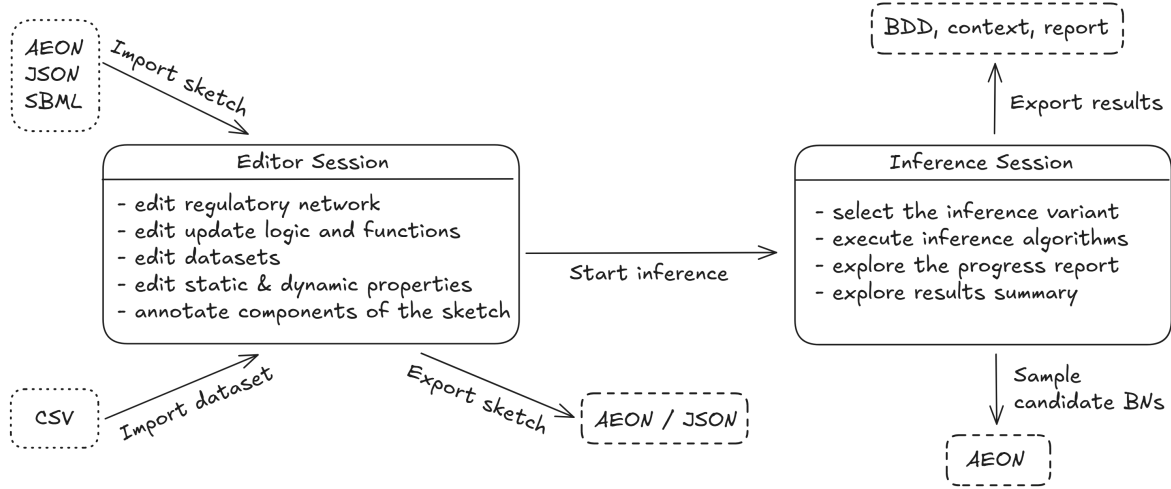 AEON
JSON
SBML
Import sketch
BDD, context, report
Export results
Editor Session
- edit regulatory network
- edit update logic and functions
- edit datasets
- edit static & dynamic properties
- annotate components of the sketch
Start inference
Inference Session
- select the inference variant
- execute inference algorithms
- explore the progress report
- explore results summary
CSV
Import dataset
Export sketch
AEON / JSON
Sample
candidate BNs
AEON